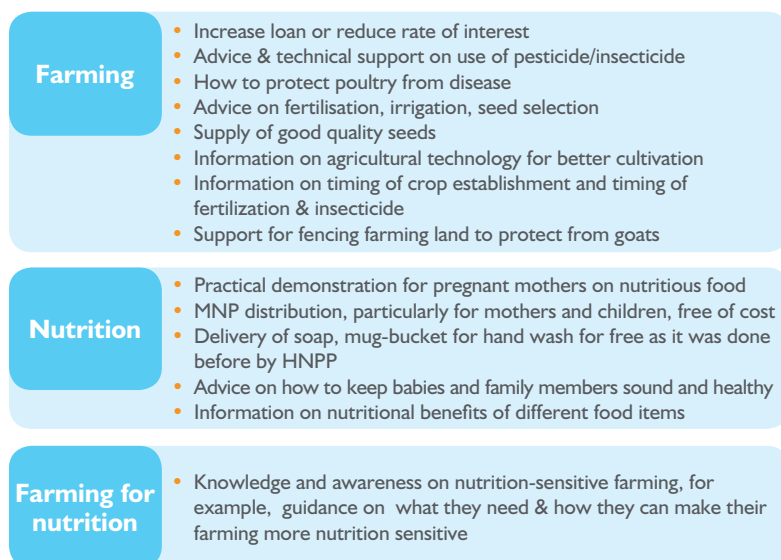 Farming
• Increase loan or reduce rate of interest
• Advice & technical support on use of pesticide/insecticide
• How to protect poultry from disease
• Advice on fertilisation, irrigation, seed selection
• Supply of good quality seeds
• Information on agricultural technology for better cultivation
• Information on timing of crop establishment and timing of
fertilization & insecticide
• Support for fencing farming land to protect from goats
Nutrition
• Practical demonstration for pregnant mothers on nutritious food
• MNP distribution, particularly for mothers and children, free of cost
• Delivery of soap, mug-bucket for hand wash for free as it was done
before by HNPP
• Advice on how to keep babies and family members sound and healthy
• Information on nutritional benefits of different food items
Farming for
nutrition
• Knowledge and awareness on nutrition-sensitive farming, for
example, guidance on what they need & how they can make their
farming more nutrition sensitive